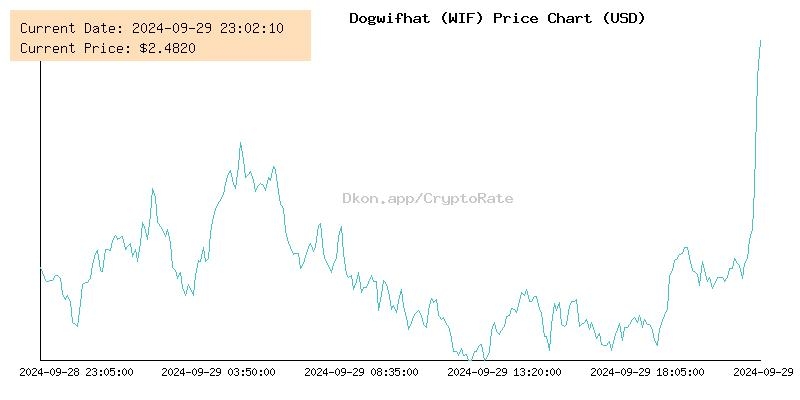 Dogwifhat (WIF) Price Chart (USD)
Current Date: 2024-09-29 23:02:10
Current Price: $2.4820
Dkon.app/CryptoRate
2024-09-28 23:05:00 2024-09-29 03:50:00 2024-09-29 08:35:00 2024-09-29 13:20:00 2024-09-29 18:05:00 2024-09-29